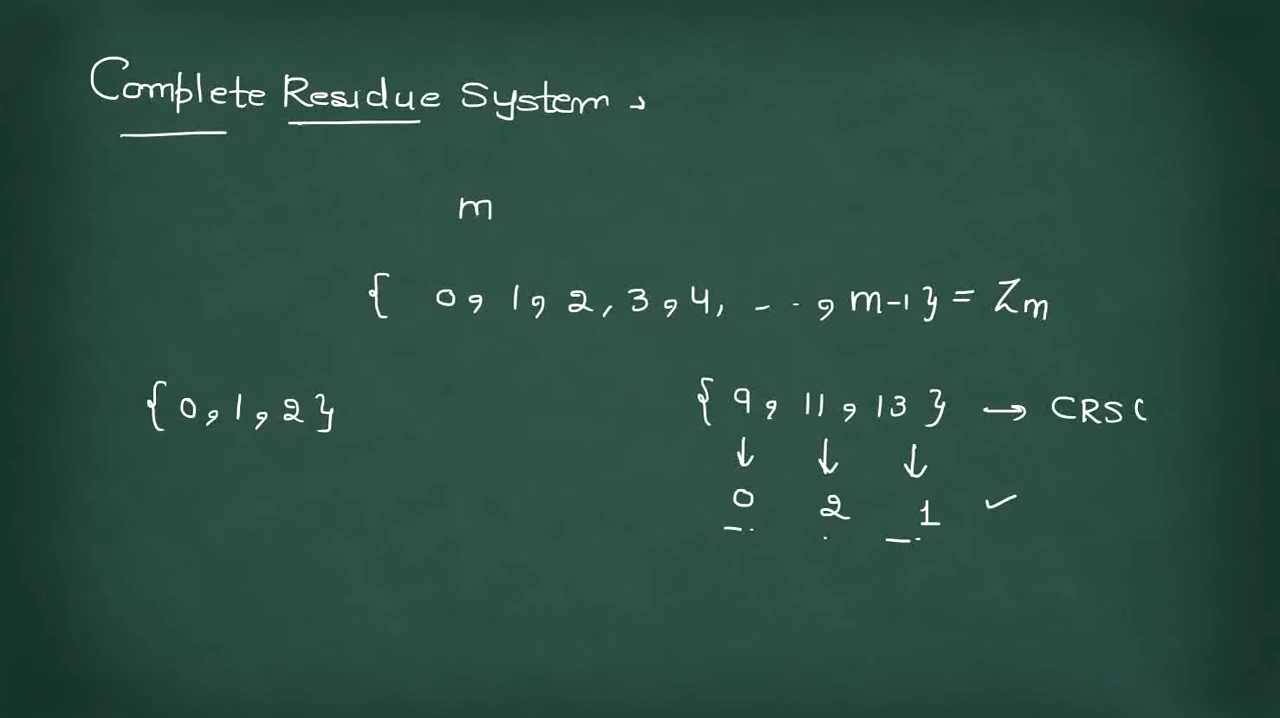 Complete Residue System,
m
{ 0, 1, 2, 3, 4, - - -, m-1} = Zm
{0, 1, 2} {9, 11, 13} → CRS(
↓ ↓ ↓
0 2 1 ✓